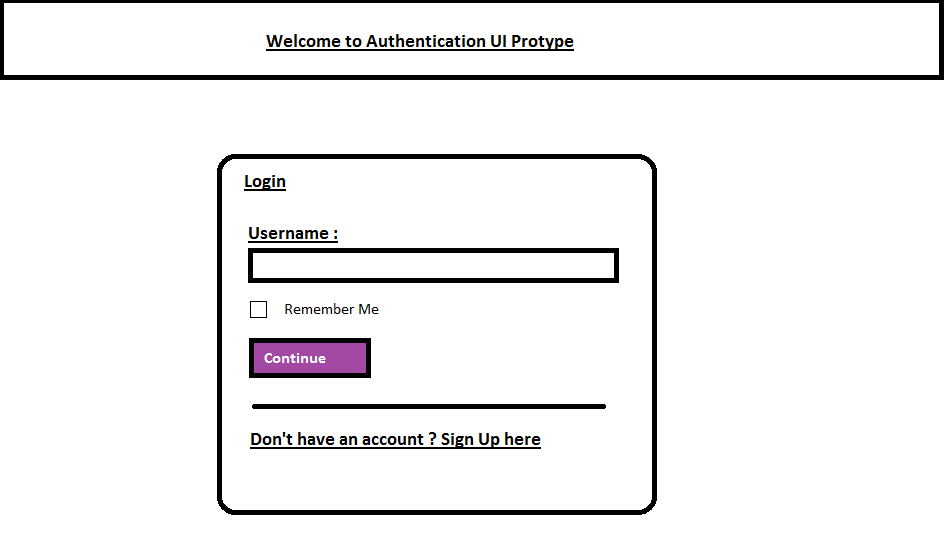 Welcome to Authentication UI Protype
Login
Username :
Remember Me
Continue
Don't have an account ? Sign Up here